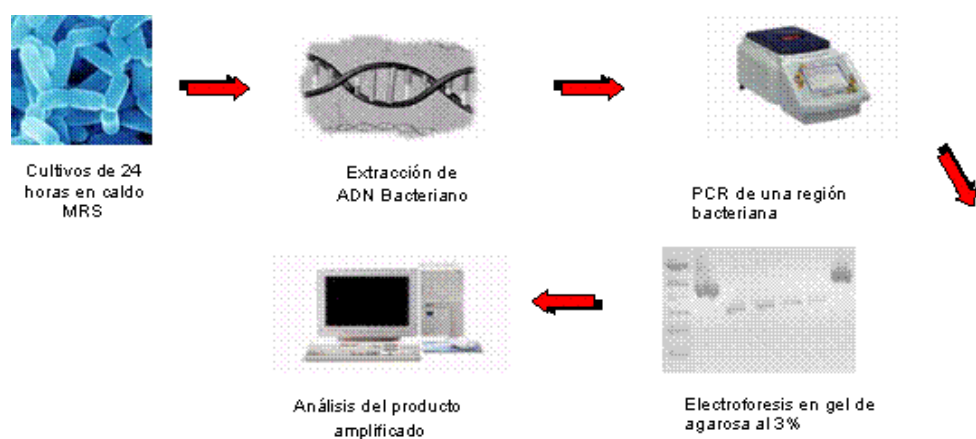 Cultivos de 24
horas en caldo
MRS
Extracción de
ADN Bacteriano
PCR de una región
bacteriana
Electroforesis en gel de
agarosa al 3%
Análisis del producto
amplificado